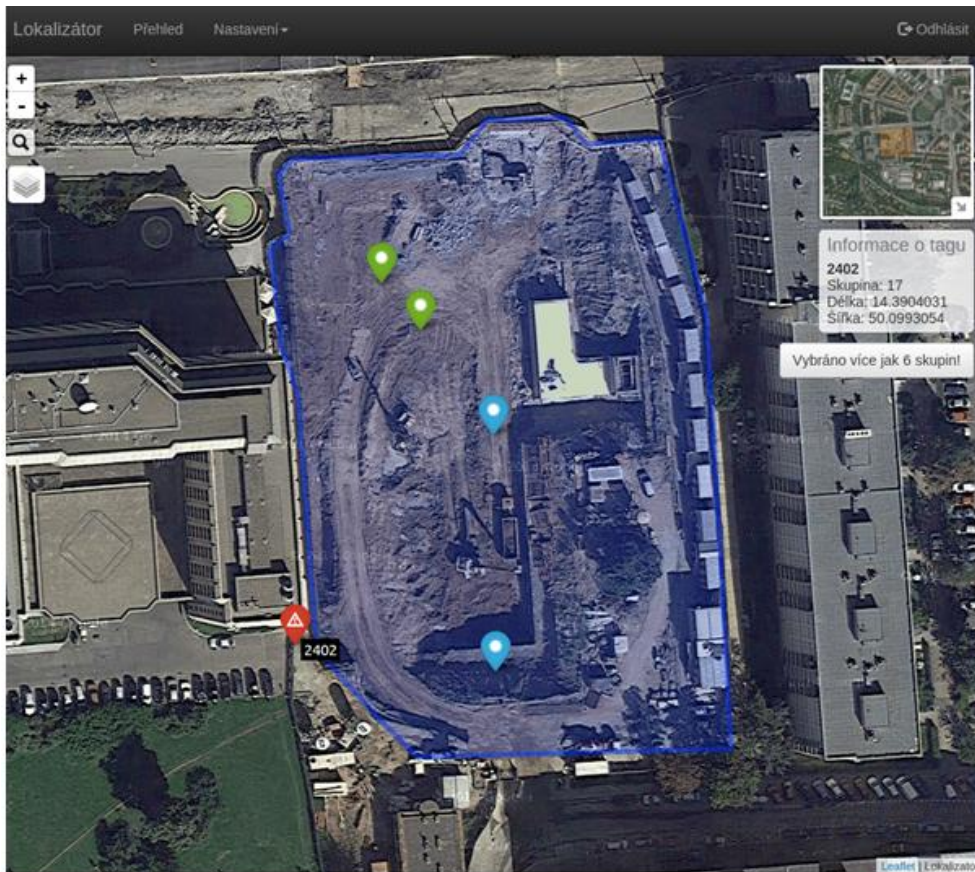 Lokalizátor Přehled Nastavení Odhlásit
+
-
Informace o tagu
2402
Skupina: 17
Délka: 14.3904031
Šířka: 50.0993054
Vybráno více jak 6 skupin!
2402
Leaflet | Lokalizato